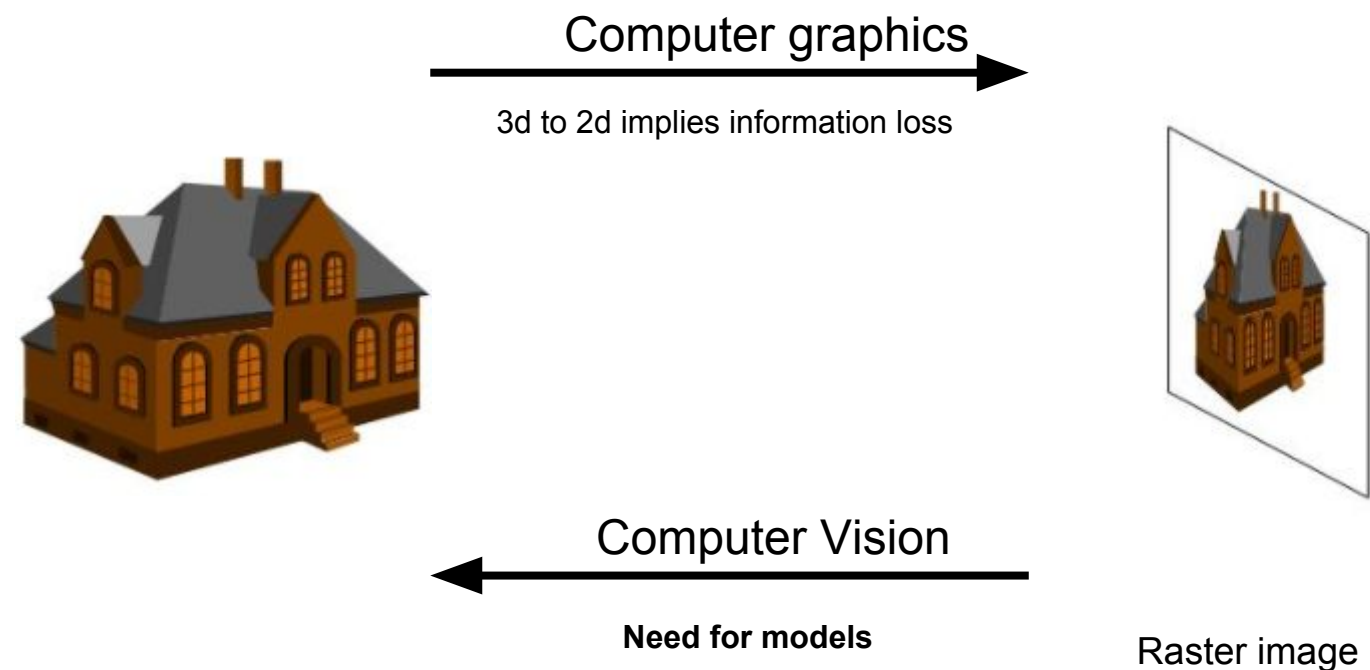 Computer graphics
3d to 2d implies information loss
Computer Vision
Need for models
Raster image